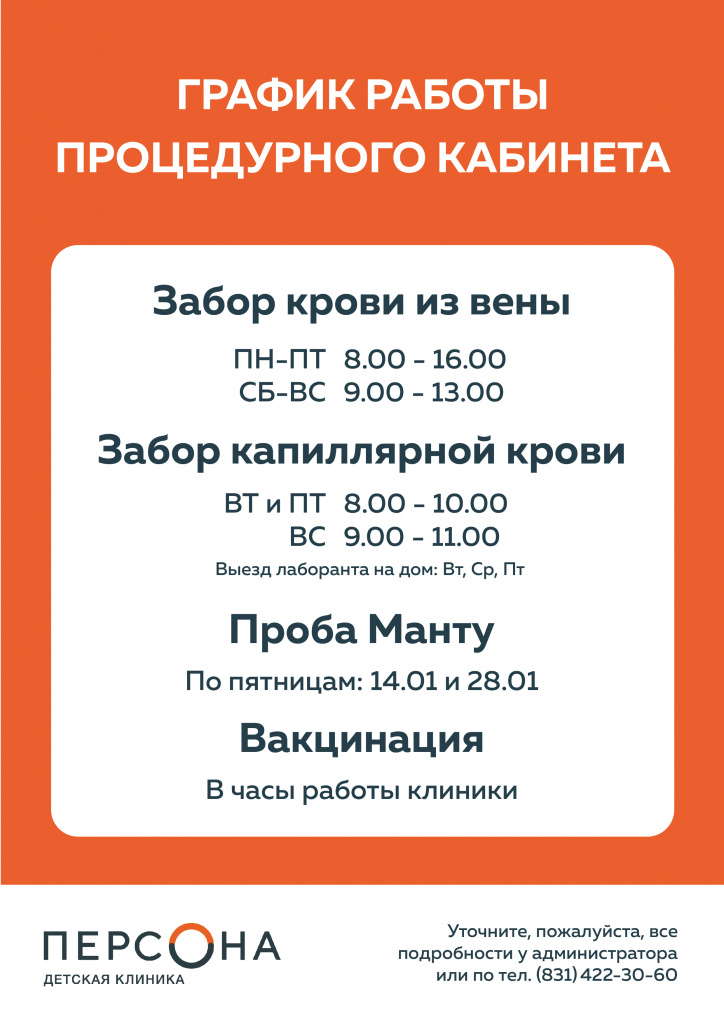 ГРАФИК РАБОТЫ
ПРОЦЕДУРНОГО КАБИНЕТА
Забор крови из вены
ПН-ПТ 8.00 - 16.00
СБ-ВС 9.00 - 13.00
Забор капиллярной крови
ВТ и ПТ 8.00 - 10.00
ВС 9.00 - 11.00
Выезд лаборанта на дом: Вт, Ср, Пт
Проба Манту
По пятницам: 14.01 и 28.01
Вакцинация
В часы работы клиники
ПЕРСОНА
ДЕТСКАЯ КЛИНИКА
Уточните, пожалуйста, все
подробности у администратора
или по тел. (831) 422-30-60